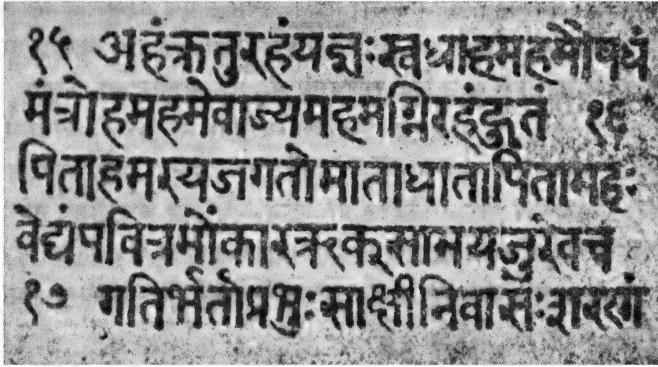 १५ अहंक्रतुरहंयज्ञःस्वधाहमहमौषधं
मंत्रोहमहमेवाज्यमहमग्निरहंहुतं १६
पिताहमस्यजगतोमाताधातापितामहः
वेद्यंपवित्रमोंकारऋक्सामयजुरेवच
१७ गतिर्भर्ताप्रभुःसाक्षीनिवासःशरणं